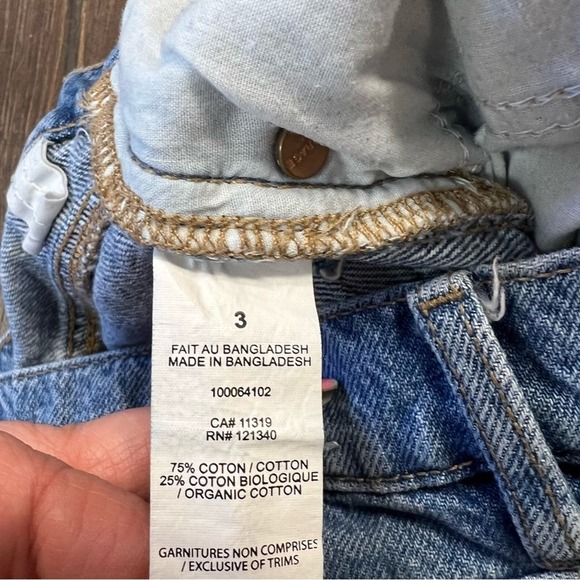 3
FAIT AU BANGLADESH
MADE IN BANGLADESH
100064102
CA# 11319
RN# 121340
75% COTON / COTTON
25% COTON BIOLOGIQUE
/ ORGANIC COTTON
GARNITURES NON COMPRISES
/ EXCLUSIVE OF TRIMS